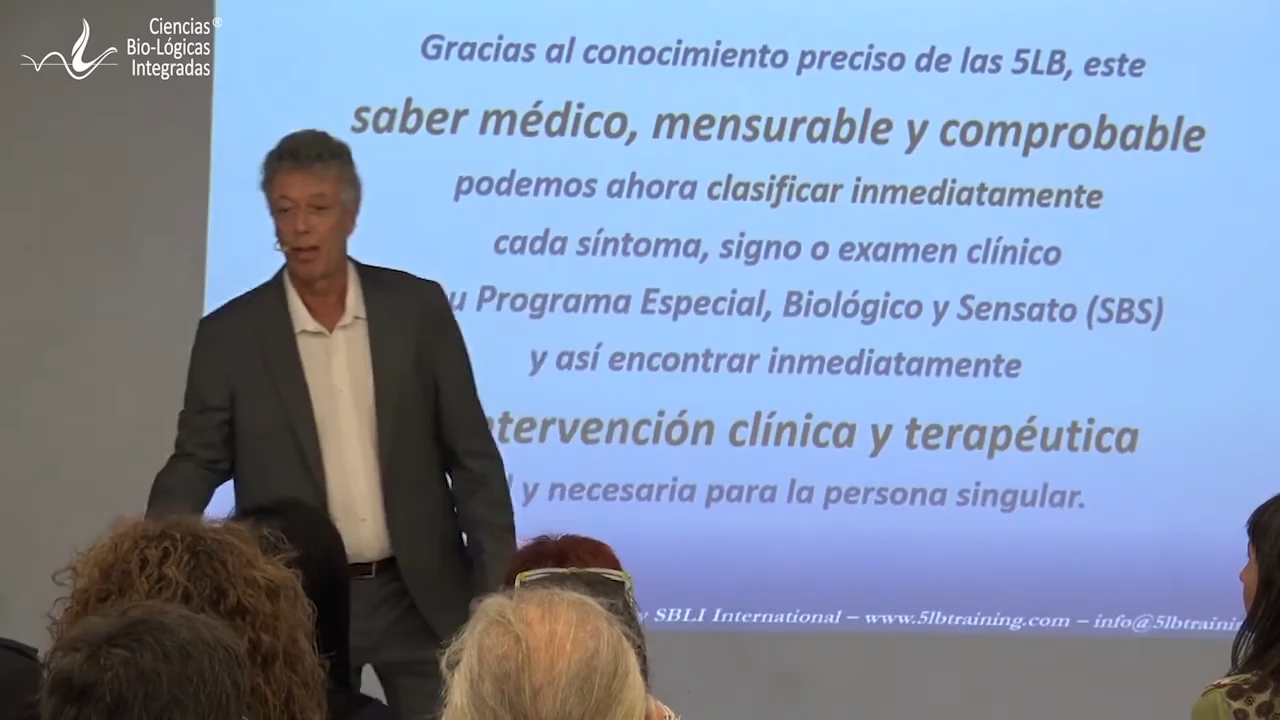 Ciencias®
Bio-Lógicas
Integradas
Gracias al conocimiento preciso de las 5LB, este
saber médico, mensurable y comprobable
podemos ahora clasificar inmediatamente
cada síntoma, signo o examen clínico
Programa Especial, Biológico y Sensato (SBS)
y así encontrar inmediatamente
ntervención clínica y terapéutica
y necesaria para la persona singular.
SBLI International – www.5lbtraining.com – info@5lbtraini